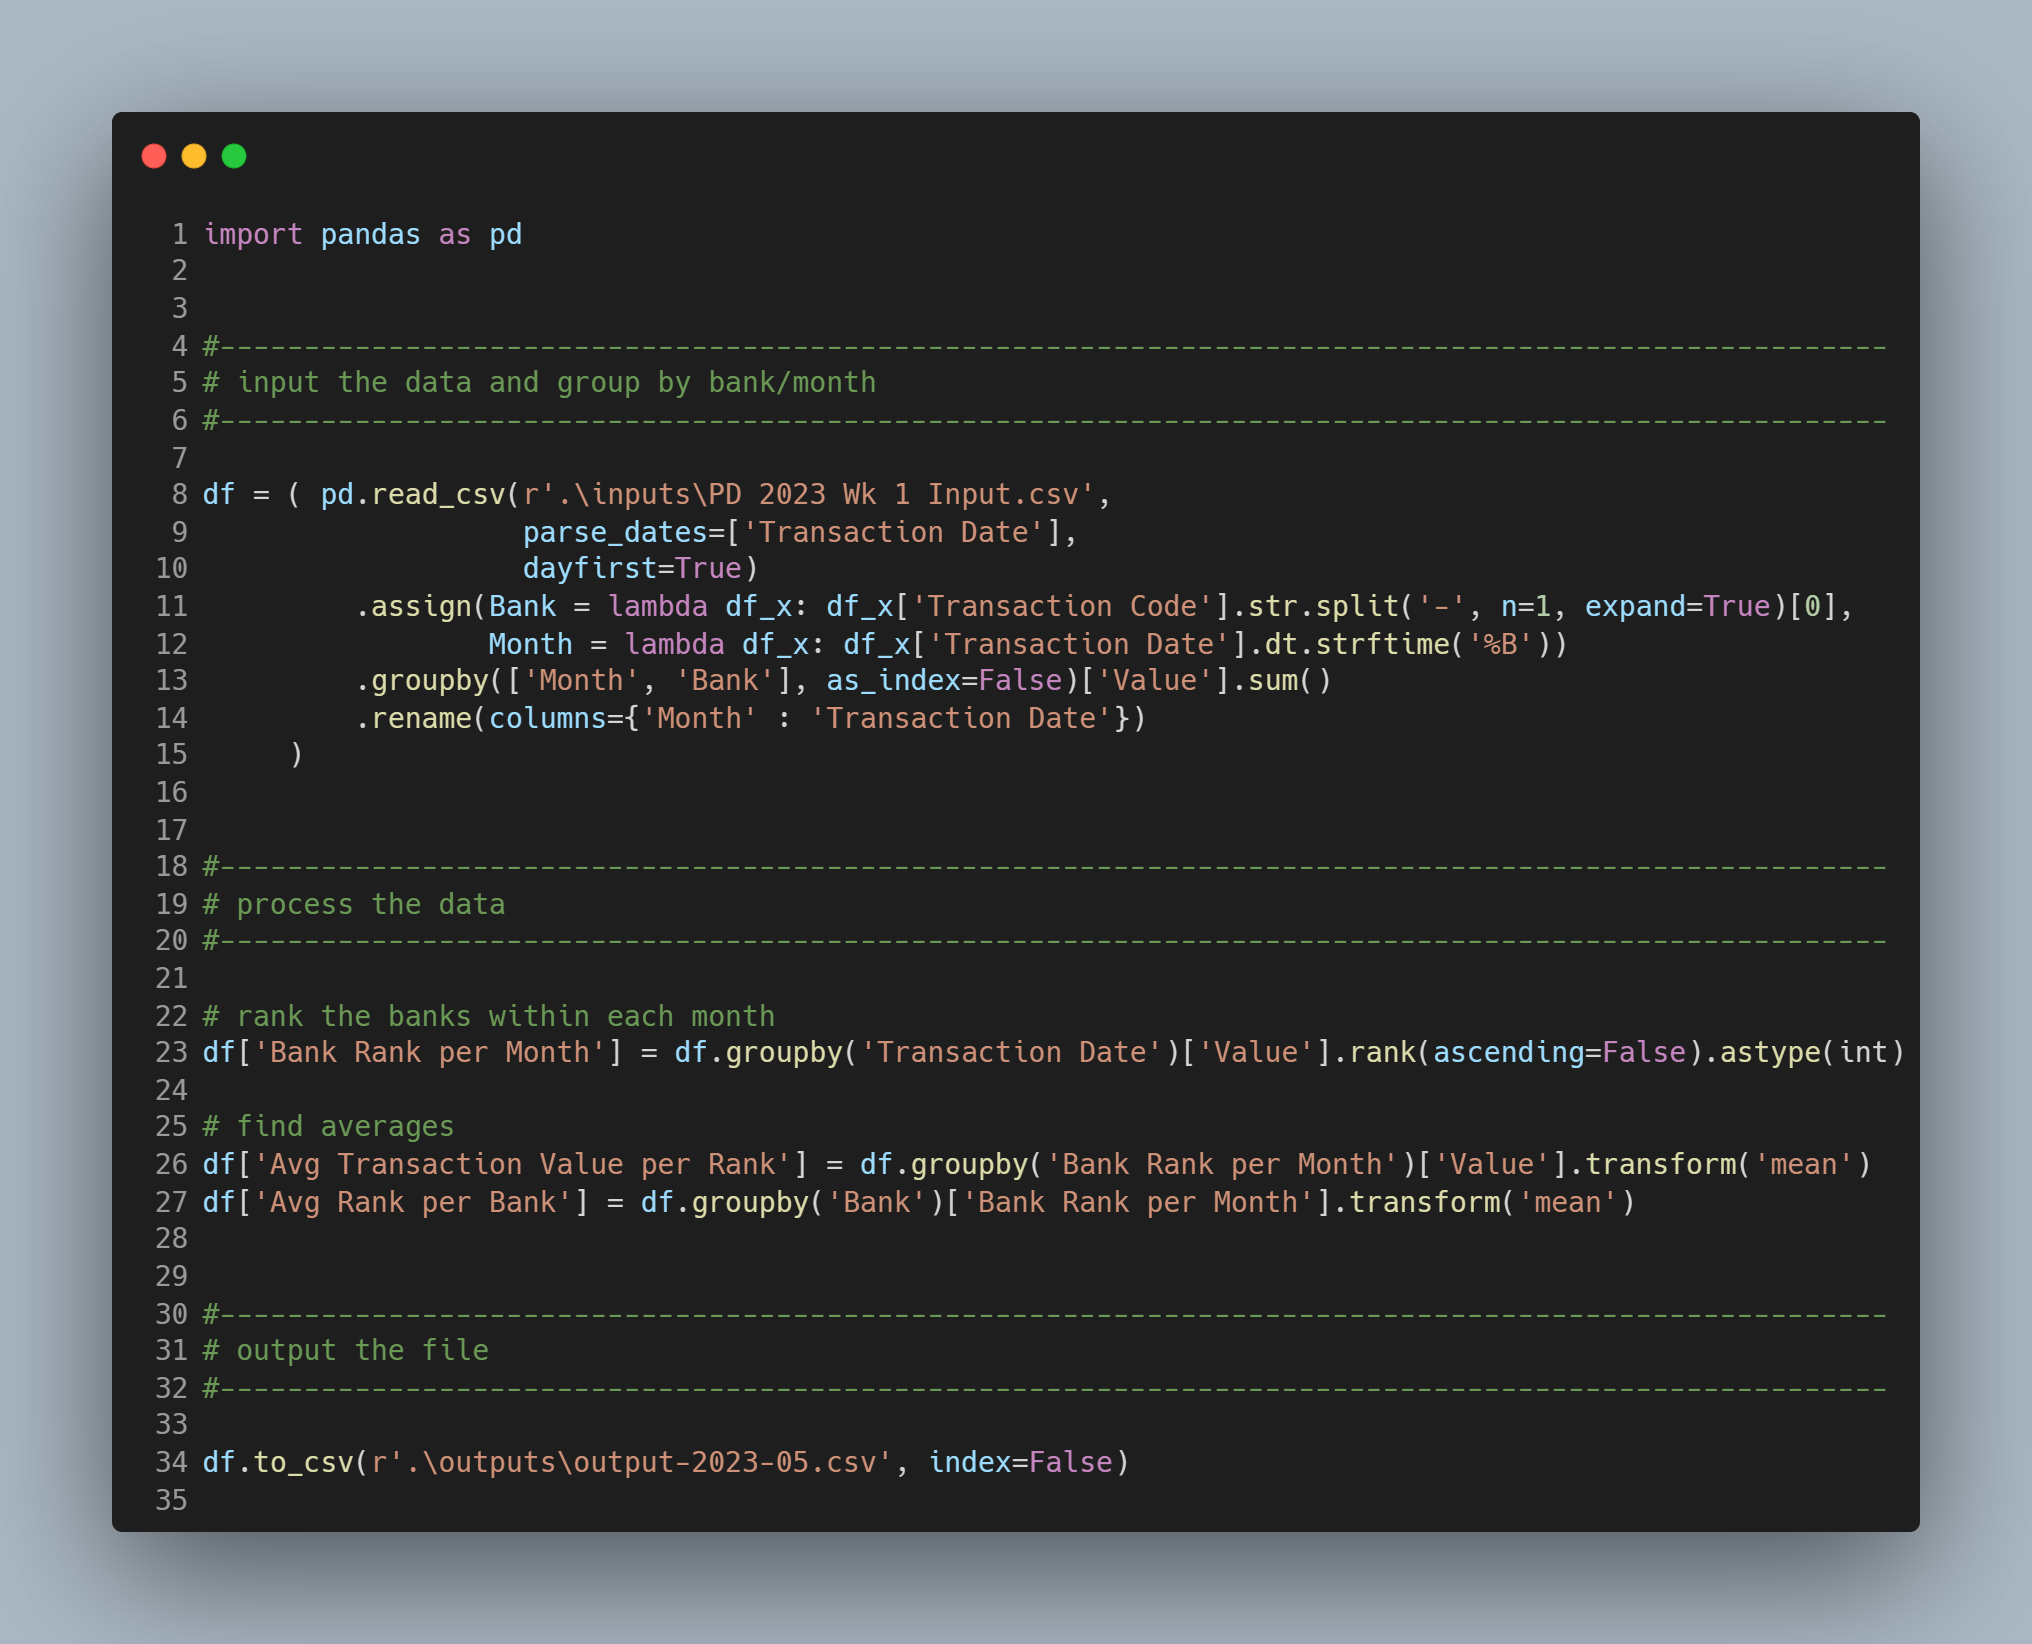 1 import pandas as pd
2
3
4 #---------------------------------------------------------------------------------------------------
5 # input the data and group by bank/month
6 #---------------------------------------------------------------------------------------------------
7
8 df = ( pd.read_csv(r'.\inputs\PD 2023 Wk 1 Input.csv',
9                    parse_dates=['Transaction Date'],
10                    dayfirst=True)
11          .assign(Bank = lambda df_x: df_x['Transaction Code'].str.split('-', n=1, expand=True)[0],
12                  Month = lambda df_x: df_x['Transaction Date'].dt.strftime('%B'))
13          .groupby(['Month', 'Bank'], as_index=False)['Value'].sum()
14          .rename(columns={'Month' : 'Transaction Date'})
15      )
16
17
18 #---------------------------------------------------------------------------------------------------
19 # process the data
20 #---------------------------------------------------------------------------------------------------
21
22 # rank the banks within each month
23 df['Bank Rank per Month'] = df.groupby('Transaction Date')['Value'].rank(ascending=False).astype(int)
24
25 # find averages
26 df['Avg Transaction Value per Rank'] = df.groupby('Bank Rank per Month')['Value'].transform('mean')
27 df['Avg Rank per Bank'] = df.groupby('Bank')['Bank Rank per Month'].transform('mean')
28
29
30 #---------------------------------------------------------------------------------------------------
31 # output the file
32 #---------------------------------------------------------------------------------------------------
33
34 df.to_csv(r'.\outputs\output-2023-05.csv', index=False)
35